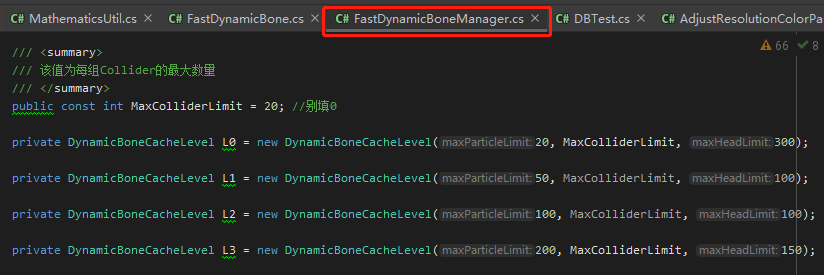 C# MathematicsUtil.cs × C# FastDynamicBone.cs × C# FastDynamicBoneManager.cs × C# DBTest.cs × C# AdjustResolutionColorPa
/// <summary> 66 8
/// 该值为每组Collider的最大数量
/// </summary>
public const int MaxColliderLimit = 20; //别填0
private DynamicBoneCacheLevel L0 = new DynamicBoneCacheLevel( maxParticleLimit: 20, MaxColliderLimit, maxHeadLimit: 300);
private DynamicBoneCacheLevel L1 = new DynamicBoneCacheLevel( maxParticleLimit: 50, MaxColliderLimit, maxHeadLimit: 100);
private DynamicBoneCacheLevel L2 = new DynamicBoneCacheLevel( maxParticleLimit: 100, MaxColliderLimit, maxHeadLimit: 100);
private DynamicBoneCacheLevel L3 = new DynamicBoneCacheLevel( maxParticleLimit: 200, MaxColliderLimit, maxHeadLimit: 150);